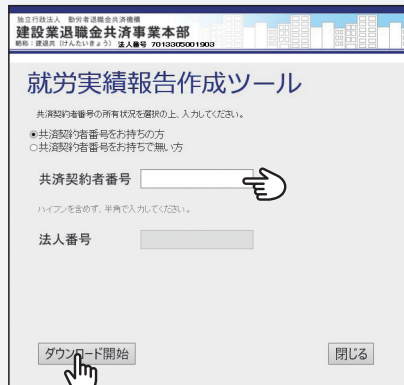 独立行政法人 勤労者退職金共済機構
建設業退職金共済事業本部
略称：建退共（けんたいきょう） 法人番号 7013305001903
就労実績報告作成ツール
共済契約者番号の所有状況を選択の上、入力してください。
◉共済契約者番号をお持ちの方
○共済契約者番号をお持ちで無い方
共済契約者番号
ハイフンを含めず、半角で入力してください。
法人番号
ダウンロード開始
閉じる